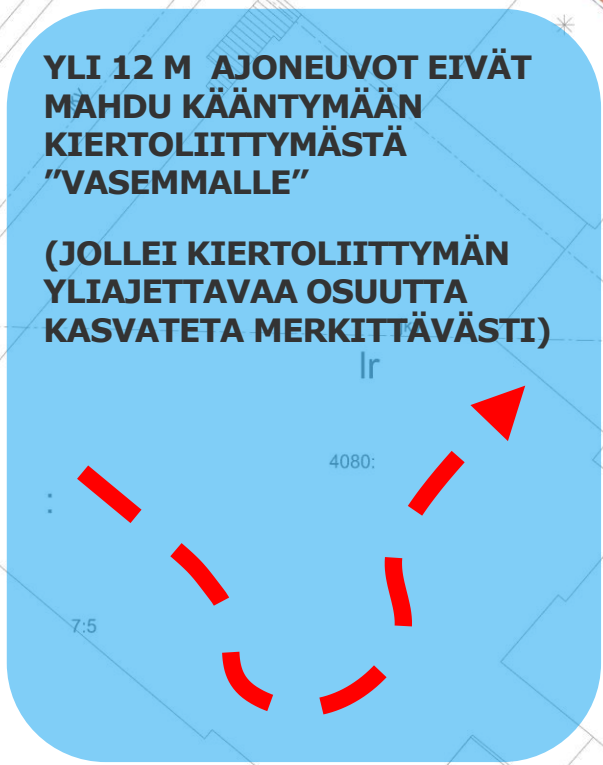 YLI 12 M  AJONEUVOT EIVÄT
MAHDU KÄÄNTYMÄÄN
KIERTOLIITTYMÄSTÄ
”VASEMMALLE”
(JOLLEI KIERTOLIITTYMÄN
YLIAJETTAVAA OSUUTTA
KASVATETA MERKITTÄVÄSTI)
lr
4080:
:
7:5